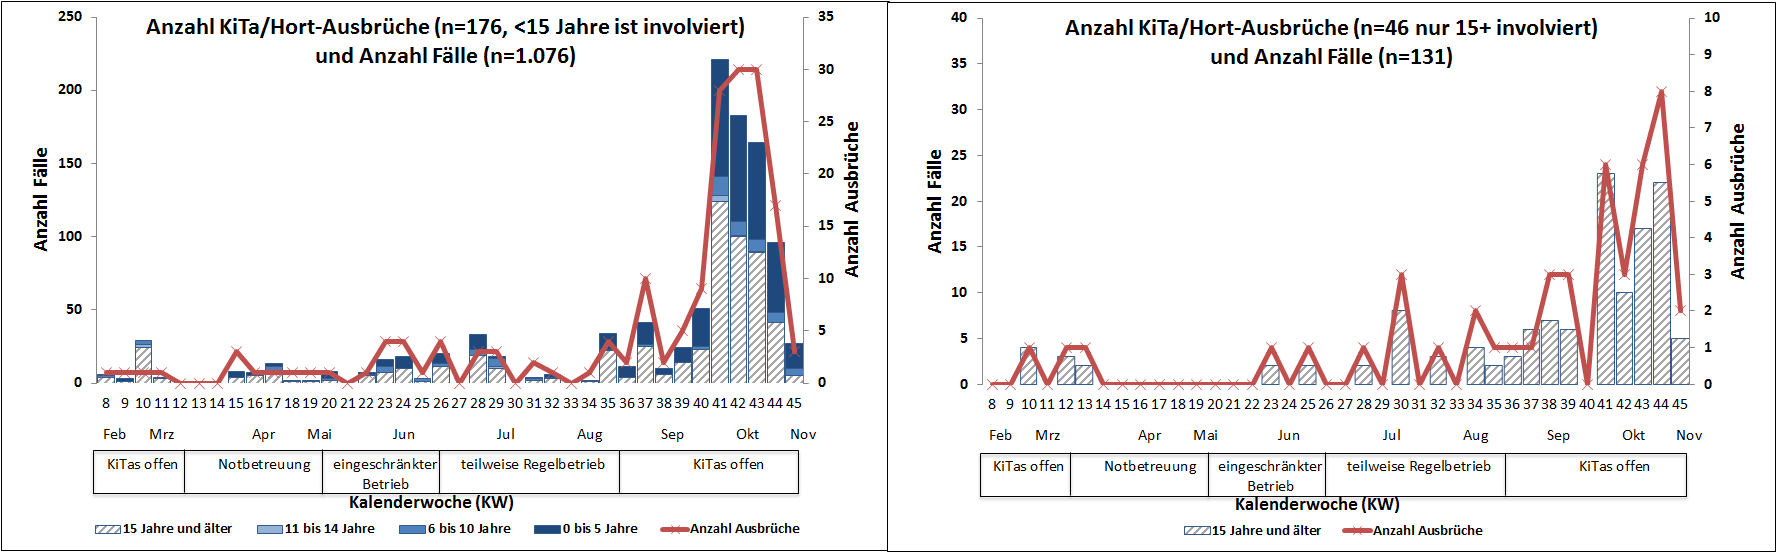 Anzahl KiTa/Hort-Ausbrüche (n=176, <15 Jahre ist involviert)
und Anzahl Fälle (n=1.076)
Anzahl Fälle
250
200
150
100
50
0
35
30
25
20
15
10
5
0
Anzahl Ausbrüche
8 9 10 11 12 13 14 15 16 17 18 19 20 21 22 23 24 25 26 27 28 29 30 31 32 33 34 35 36 37 38 39 40 41 42 43 44 45
Feb Mrz Apr Mai Jun Jul Aug Sep Okt Nov
KiTas offen Notbetreuung eingeschränkter teilweise Regelbetrieb KiTas offen
Betrieb
Kalenderwoche (KW)
15 Jahre und älter 11 bis 14 Jahre 6 bis 10 Jahre 0 bis 5 Jahre Anzahl Ausbrüche
Anzahl KiTa/Hort-Ausbrüche (n=46 nur 15+ involviert)
und Anzahl Fälle (n=131)
Anzahl Fälle
40
35
30
25
20
15
10
5
0
10
9
8
7
6
5
4
3
2
1
0
Anzahl Ausbrüche
8 9 10 11 12 13 14 15 16 17 18 19 20 21 22 23 24 25 26 27 28 29 30 31 32 33 34 35 36 37 38 39 40 41 42 43 44 45
Feb Mrz Apr Mai Jun Jul Aug Sep Okt Nov
KiTas offen Notbetreuung eingeschränkter teilweise Regelbetrieb KiTas offen
Betrieb
Kalenderwoche (KW)
15 Jahre und älter Anzahl Ausbrüche